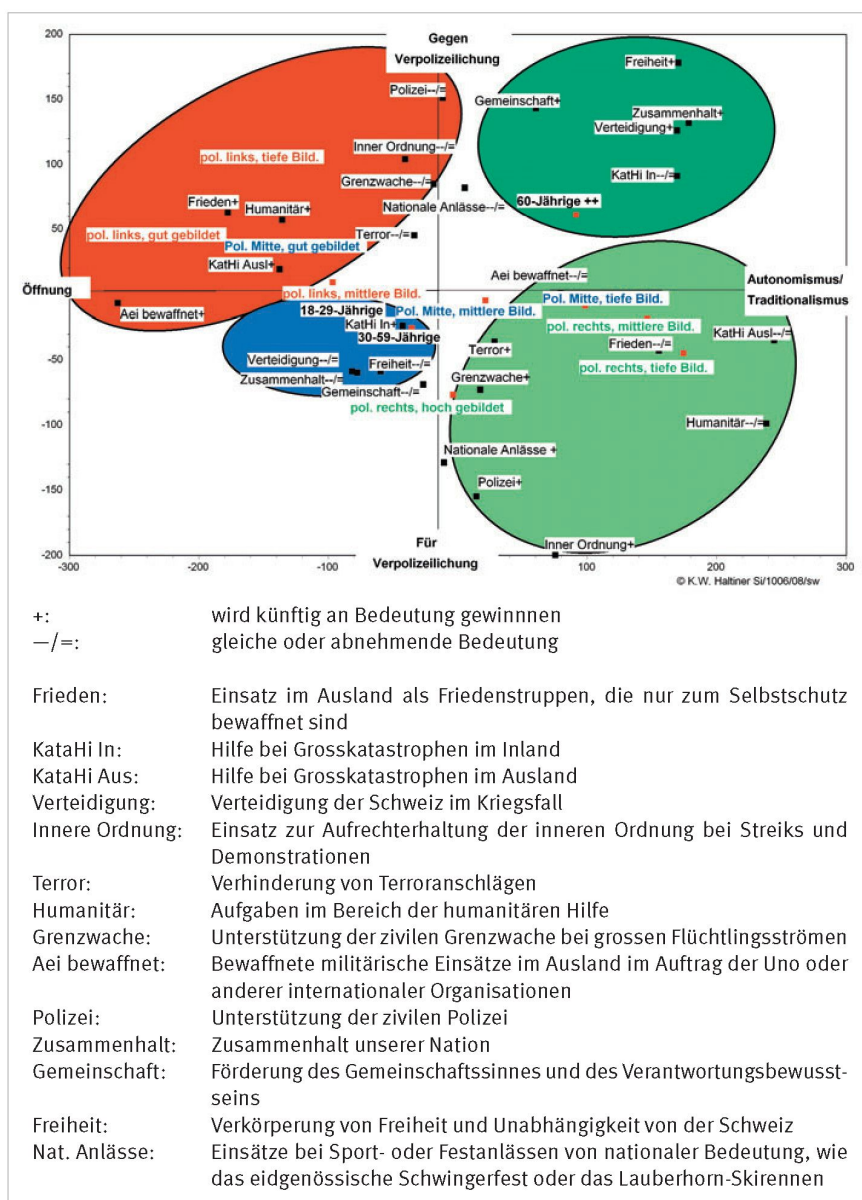 Gegen
Verpolizeilichung
200
Freiheit+
150
Polizei--/=
Gemeinschaft+
Zusammenhalt+
Verteidigung+
Inner Ordnung--/=
100
pol. links, tiefe Bild.
Grenzwache--/=
KatHi In--/=
Frieden+
Humanitär+
Nationale Anlässe--/=
60-Jährige ++
50
pol. links, gut gebildet
Pol. Mitte, gut gebildet
Terror--/=
KatHi Ausl+
Aei bewaffnet--/=
Öffnung
Autonomismus/
Traditionalismus
pol. links, mittlere Bild.
Pol. Mitte, tiefe Bild.
Aei bewaffnet+
18-29-Jährige
Pol. Mitte, mittlere Bild.
KatHi In+
pol. rechts, mittlere Bild.
30-59-Jährige
KatHi Ausl--/=
-50
Terror+
Frieden--/=
Verteidigung--/=
Freiheit--/=
pol. rechts, tiefe Bild.
Zusammenhalt--/=
Grenzwache+
Gemeinschaft--/=
pol. rechts, hoch gebildet
-100
Humanitär--/=
Nationale Anlässe +
-150
Polizei+
Für
Verpolizeilichung
Inner Ordnung+
-200
-300
-200
-100
100
200
300
© K.W. Haltiner Si/1006/08/sw
+: wird künftig an Bedeutung gewinnnen
—/=: gleiche oder abnehmende Bedeutung
Frieden: Einsatz im Ausland als Friedenstruppen, die nur zum Selbstschutz
bewaffnet sind
KataHi In: Hilfe bei Grosskatastrophen im Inland
KataHi Aus: Hilfe bei Grosskatastrophen im Ausland
Verteidigung: Verteidigung der Schweiz im Kriegsfall
Innere Ordnung: Einsatz zur Aufrechterhaltung der inneren Ordnung bei Streiks und
Demonstrationen
Terror: Verhinderung von Terroranschlägen
Humanitär: Aufgaben im Bereich der humanitären Hilfe
Grenzwache: Unterstützung der zivilen Grenzwache bei grossen Flüchtlingsströmen
Aei bewaffnet: Bewaffnete militärische Einsätze im Ausland im Auftrag der Uno oder
anderer internationaler Organisationen
Polizei: Unterstützung der zivilen Polizei
Zusammenhalt: Zusammenhalt unserer Nation
Gemeinschaft: Förderung des Gemeinschaftssinnes und des Verantwortungsbewusst-
seins
Freiheit: Verkörperung von Freiheit und Unabhängigkeit von der Schweiz
Nat. Anlässe: Einsätze bei Sport- oder Festanlässen von nationaler Bedeutung, wie
das eidgenössische Schwingerfest oder das Lauberhorn-Skirennen